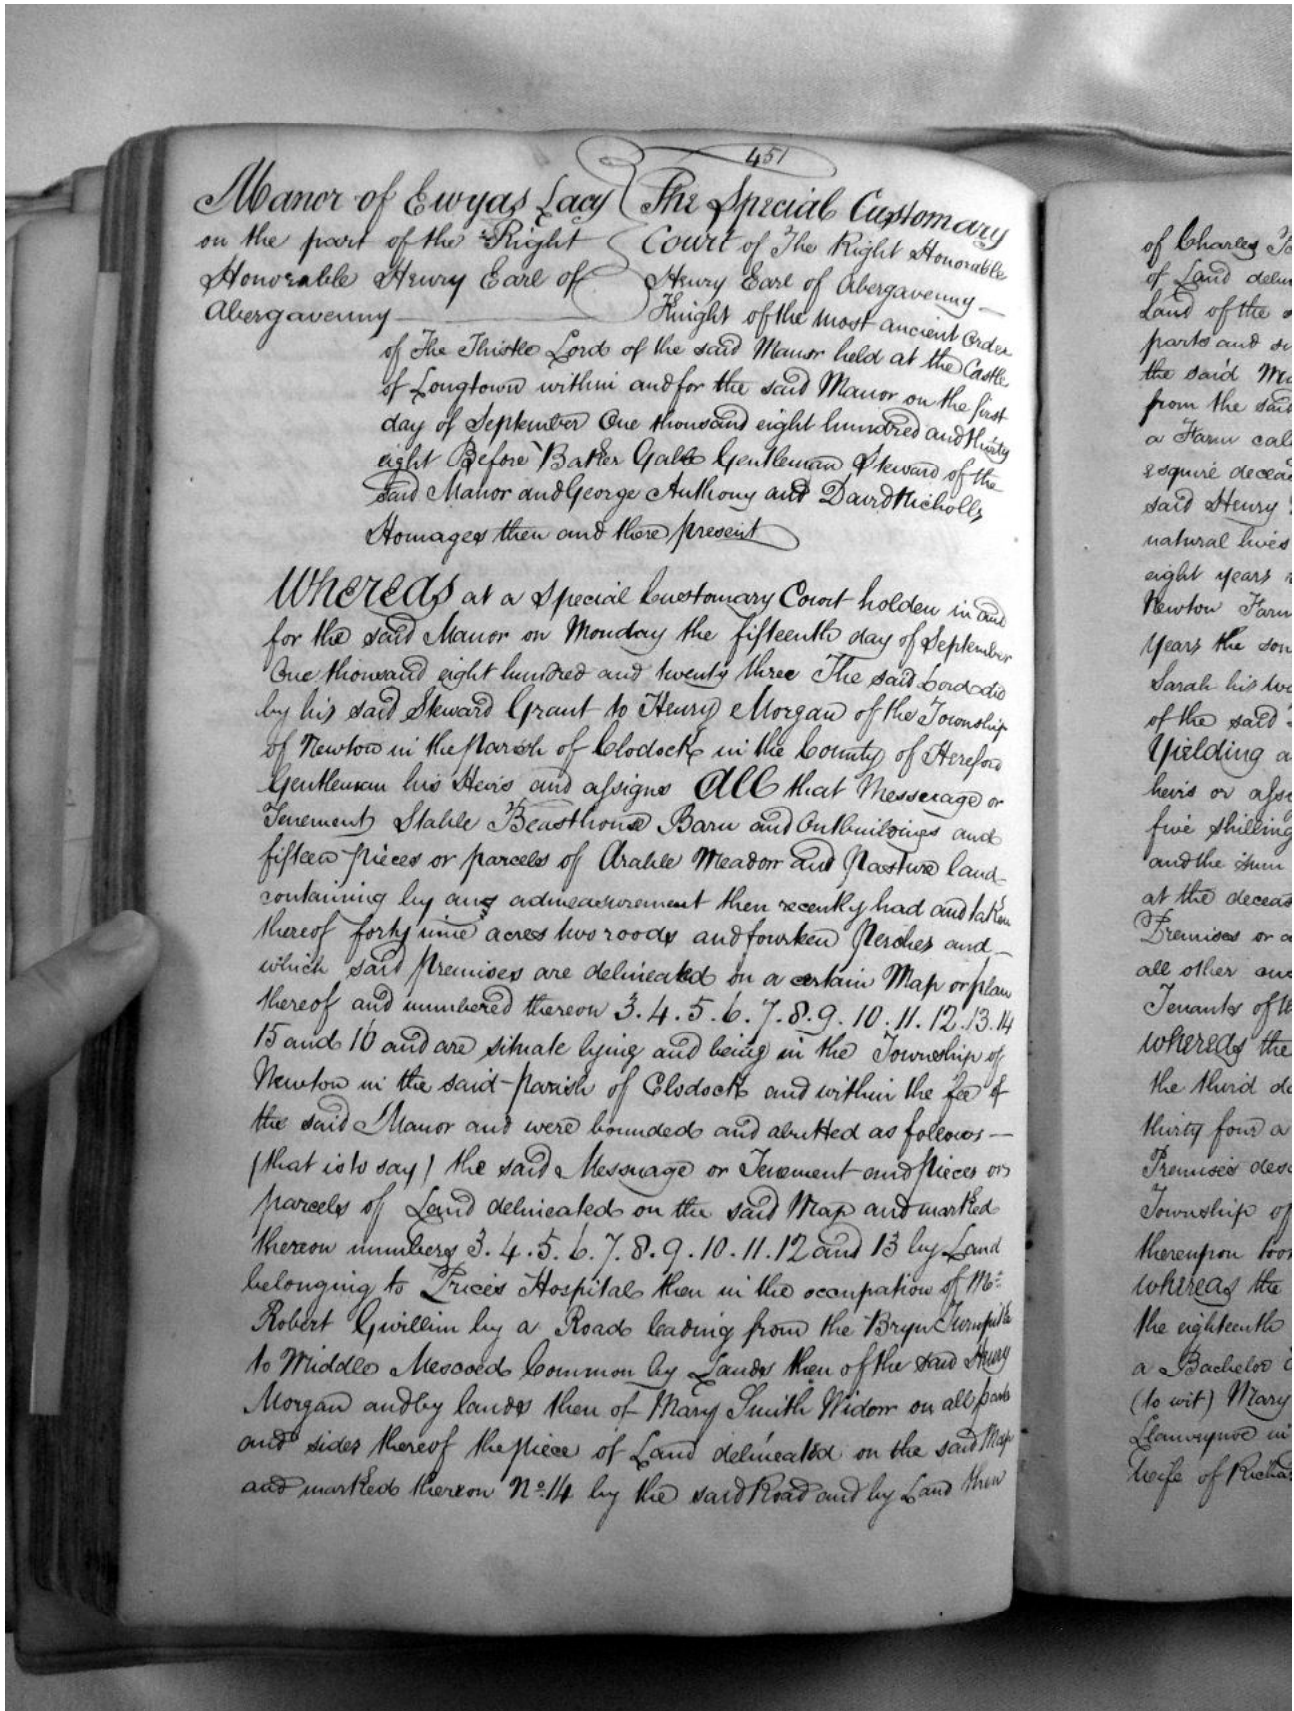 451
Manor of Ewyas Lacy
on the part of the Right
Honorable Henry Earl of
Abergavenny
The Special Customary
Court of The Right Honorable
Henry Earl of Abergavenny
Knight of the most ancient Order
of The Thistle Lord of the said Manor held at the Castle
of Longtown within and for the said Manor on the first
day of September One thousand eight hundred and thirty
eight Before Baker Gabb Gentleman Steward of the
said Manor and George Anthony and David Nicholls
Homages then and there present
Whereas at a Special Customary Court holden in and
for the said Manor on Monday the fifteenth day of September
One thousand eight hundred and twenty three The said Lord did
by his said Steward Grant to Henry Morgan of the Township
of Newton in the Parish of Clodock in the County of Hereford
Gentleman his Heirs and assigns All that Messuage or
Tenement Stable Beasthouse Barn and Outbuildings and
fifteen pieces or parcels of Arable Meadow and Pasture land
containing by any admeasurement then recently had and taken
thereof forty nine acres two roods and fourteen Perches and
which said premises are delineated on a certain Map or plan
thereof and numbered thereon 3. 4. 5. 6. 7. 8. 9. 10. 11. 12. 13. 14
15 and 16 and are situate lying and being in the Township of
Newton in the said parish of Clodock and within the fee of
the said Manor and were bounded and abutted as follows —
(that is to say) the said Messuage or Tenement and pieces or
parcels of Land delineated on the said Map and marked
thereon numbers 3. 4. 5. 6. 7. 8. 9. 10. 11. 12 and 13 by Land
belonging to Prices Hospital then in the occupation of Mr
Robert Gwillim by a Road leading from the Bryn Turnpike
to Middle Mescoed Common by Lands then of the said Henry
Morgan and by lands then of Mary Smith Widow on all parts
and sides thereof the piece of Land delineated on the said Map
and marked thereon No. 14 by the said Road and by Land then
of Charles
of Land
Land of the
parts and
the said
from the said
a Farm
esquire
said Henry
natural lives
eight years
Newton Farm
years the son
Sarah his
of the said
Yielding
heirs or
five shilling
and the sum
at the
Premises or
all other
Tenants of
whereas the
the third
thirty four a
Premises
Township of
thereupon
whereas the
the eighteenth
a Bachelor
(to wit) Mary
in
Wife of